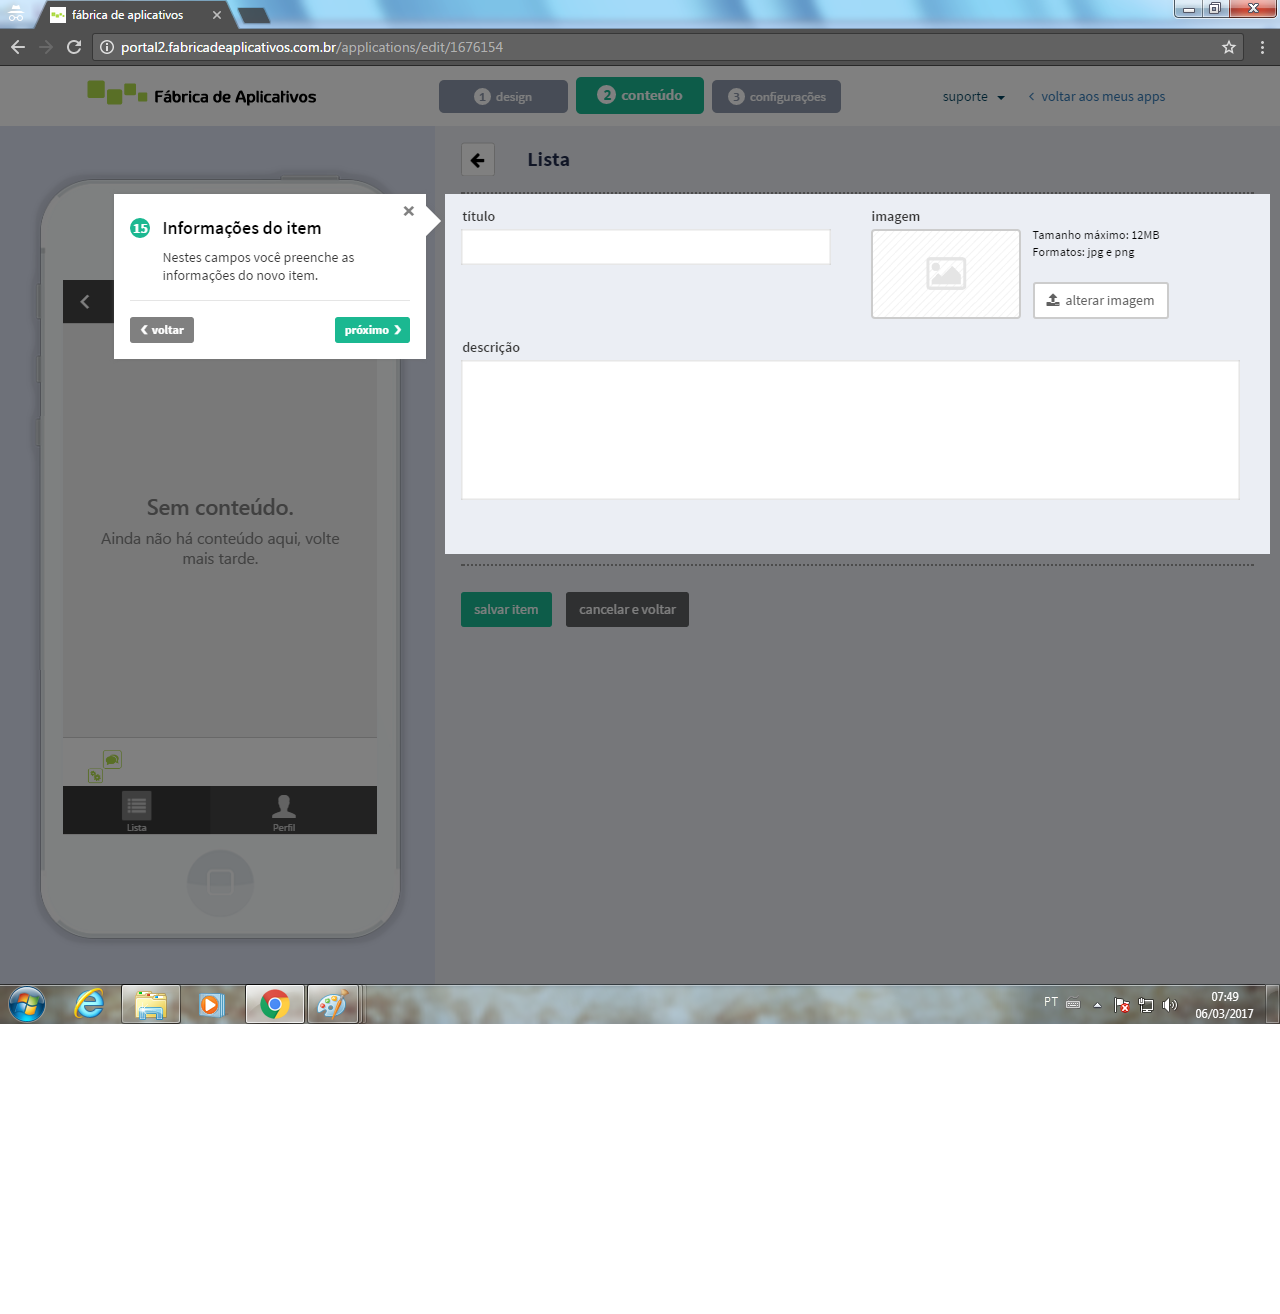 fábrica de aplicativos
portal2.fabricadeaplicativos.com.br/applications/edit/1676154
Fábrica de Aplicativos
1 design
2 conteúdo
3 configurações
suporte
voltar aos meus apps
Lista
15 Informações do item
Nestes campos você preenche as
informações do novo item.
voltar
próximo
título
imagem
Tamanho máximo: 12MB
Formatos: jpg e png
alterar imagem
descrição
Sem conteúdo.
Ainda não há conteúdo aqui, volte
mais tarde.
salvar item
cancelar e voltar
Lista
Perfil
PT
07:49
06/03/2017